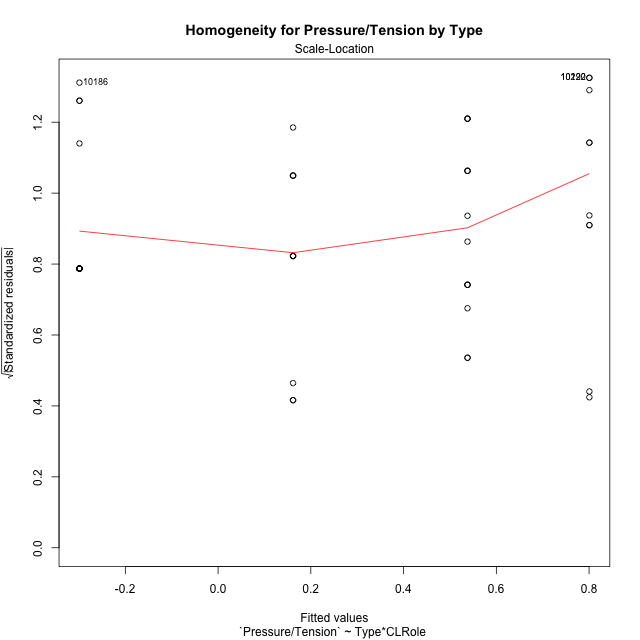 Homogeneity for Pressure/Tension by Type
Scale-Location
10186
1.2
1.0
0.8
0.6
0.4
0.2
0.0
√|Standardized residuals|
-0.2
0.0
0.2
0.4
0.6
0.8
Fitted values
`Pressure/Tension` ~ Type*CLRole